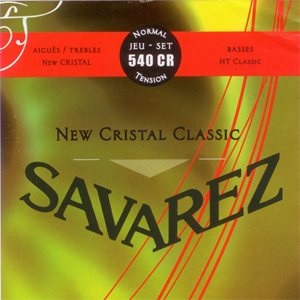 NORMAL
JEU - SET
540 CR
TENSION
AIGUËS / TREBLES
NEW CRISTAL
BASSES
HT CLASSIC
NEW CRISTAL CLASSIC
SAVAREZ